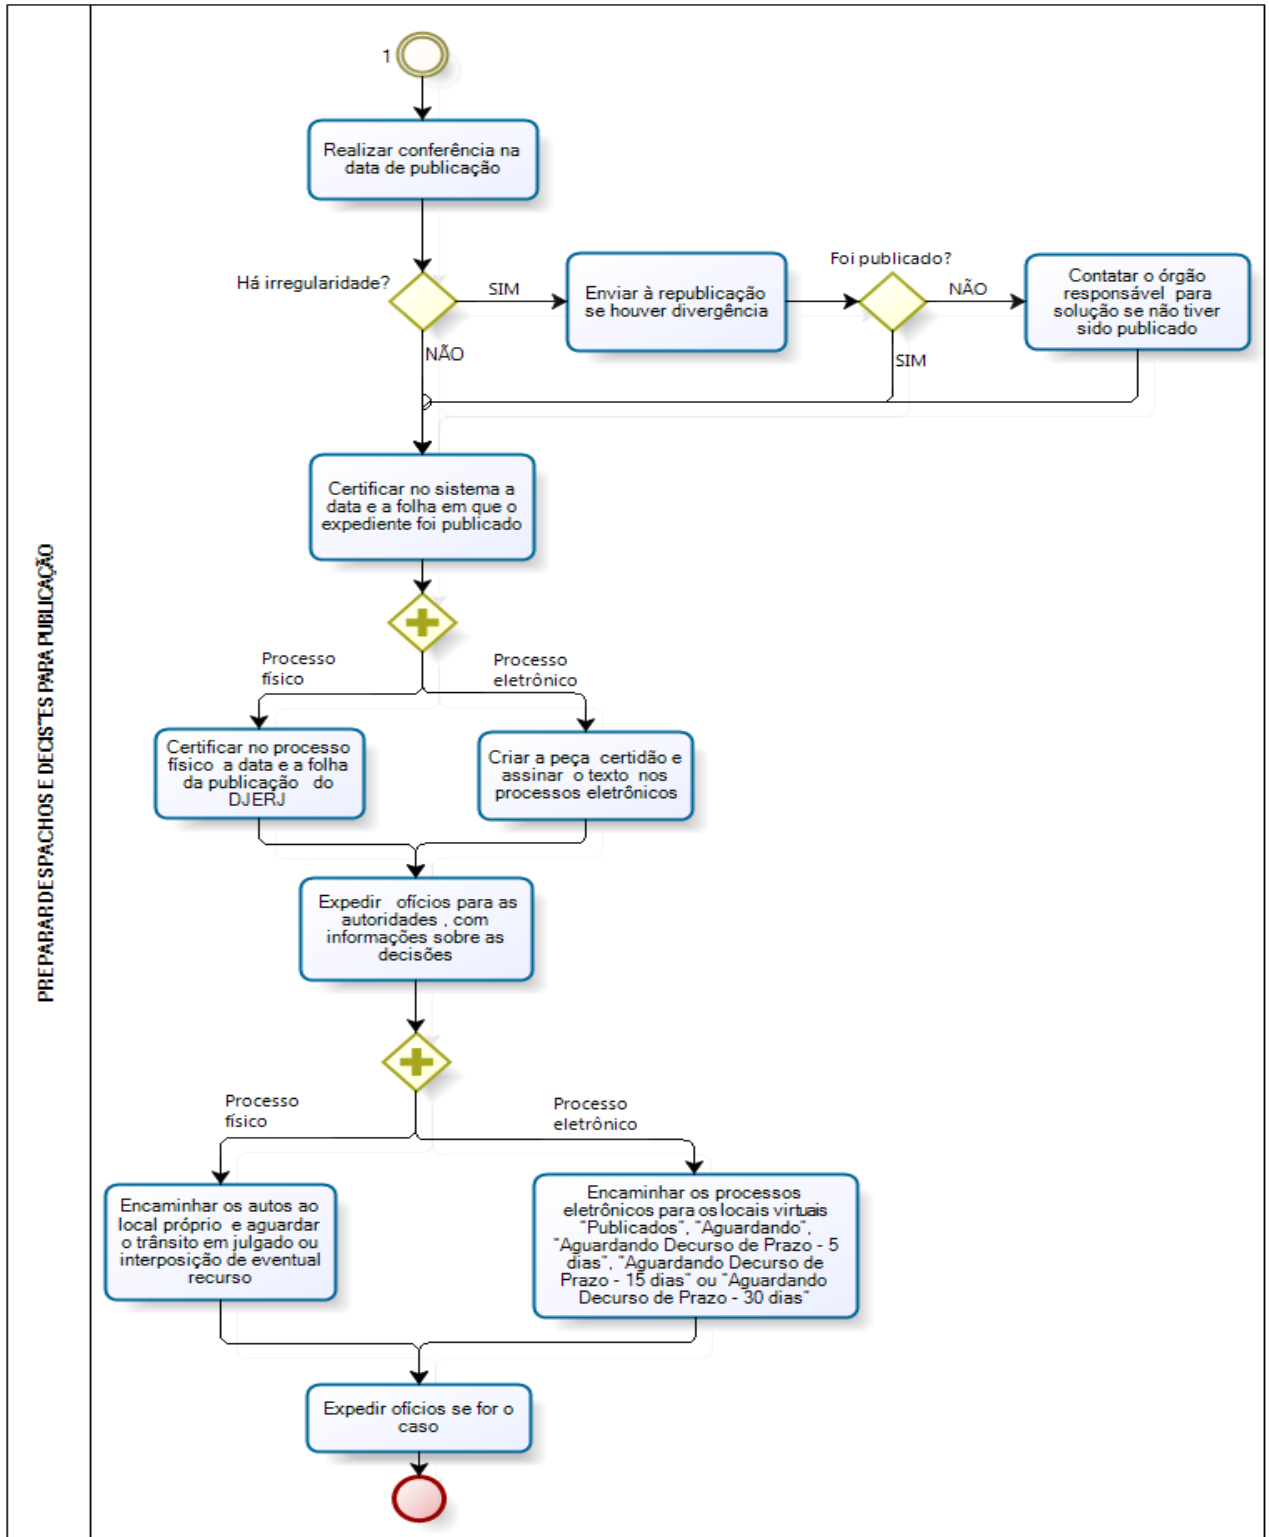 PREPARAR DESPACHOS E DECIS˜ES PARA PUBLICAÇÃO
1
Realizar conferência na
data de publicação
Há irregularidade?
SIM
Enviar à republicação
se houver divergência
Foi publicado?
NÃO
Contatar o órgão
responsável para
solução se não tiver
sido publicado
NÃO
SIM
Certificar no sistema a
data e a folha em que o
expediente foi publicado
Processo
físico
Processo
eletrônico
Certificar no processo
físico a data e a folha
da publicação do
DJERJ
Criar a peça certidão e
assinar o texto nos
processos eletrônicos
Expedir ofícios para as
autoridades , com
informações sobre as
decisões
Processo
físico
Processo
eletrônico
Encaminhar os autos ao
local próprio e aguardar
o trânsito em julgado ou
interposição de eventual
recurso
Encaminhar os processos
eletrônicos para os locais virtuais
“Publicados”, “Aguardando”,
“Aguardando Decurso de Prazo - 5
dias”, “Aguardando Decurso de
Prazo - 15 dias” ou “Aguardando
Decurso de Prazo - 30 dias”
Expedir ofícios se for o
caso